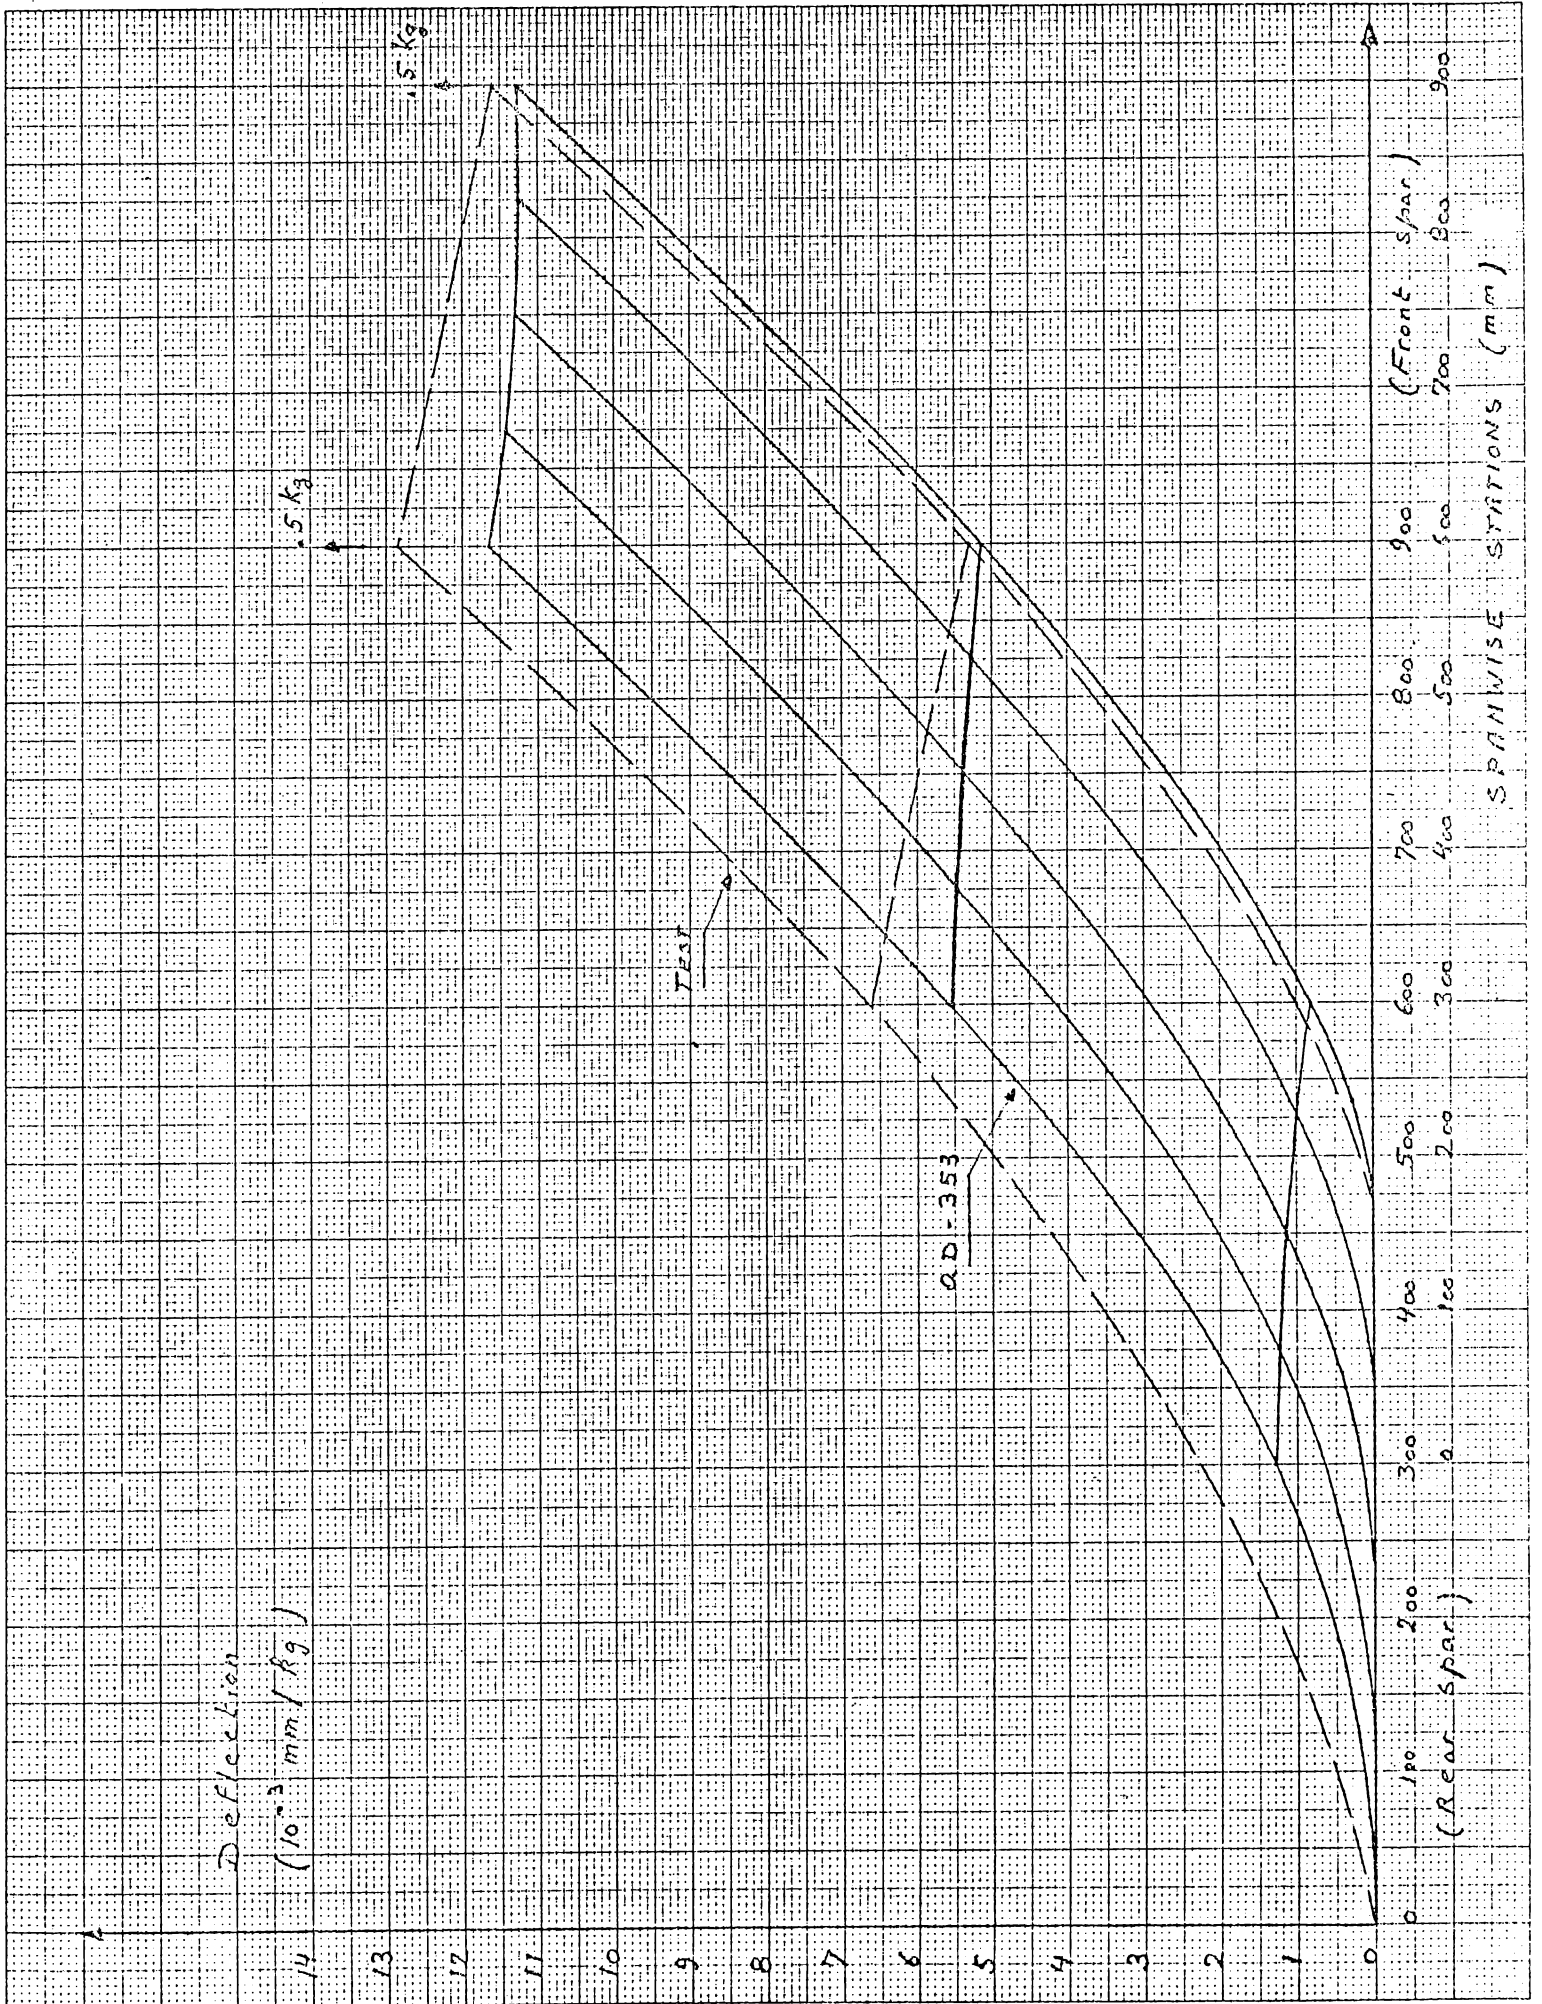 Deflection
(10-3 mm/kg)
.5 kg
.5 kg
TEST
QD-353
14
13
12
11
10
9
8
7
6
5
4
3
2
1
0
0 100 200 300 400 500 600 700 800 900 (Front spar)
(Rear spar) 0 100 200 300 400 500 600 700 800 900
SPANWISE STATIONS (mm)